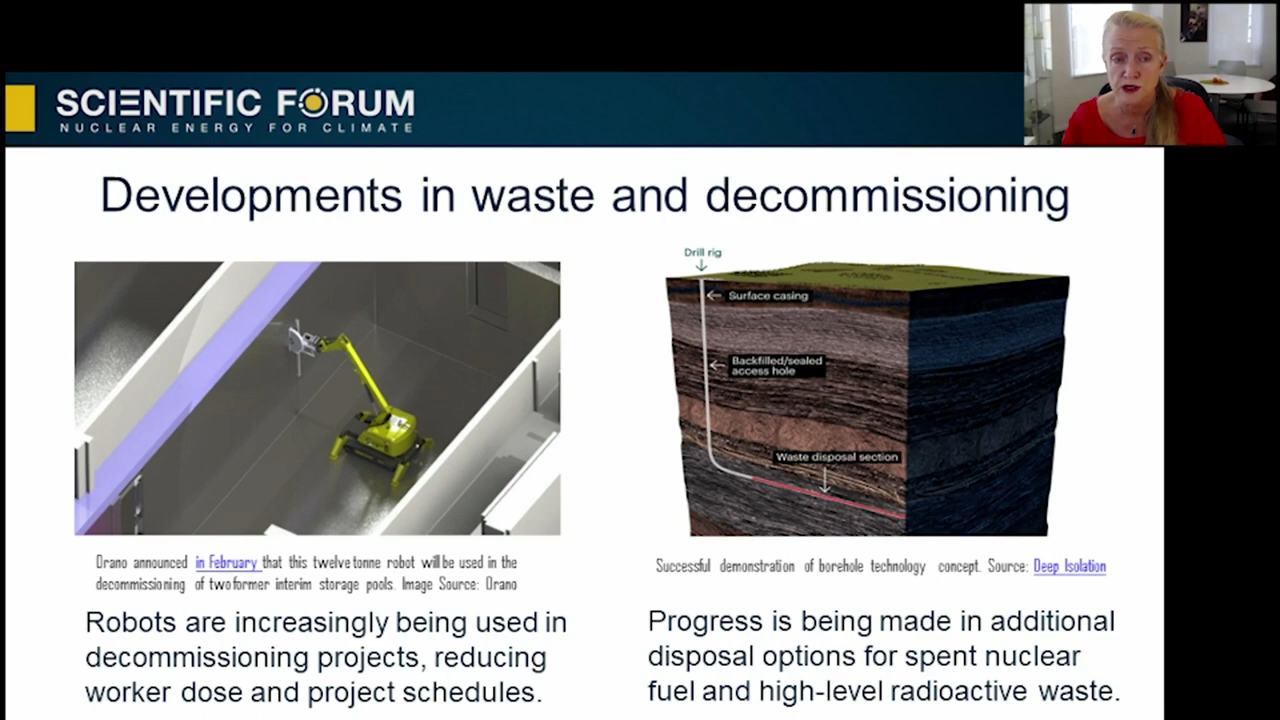 SCIENTIFIC FORUM
NUCLEAR ENERGY FOR CLIMATE
Developments in waste and decommissioning
Drill rig
Surface casing
Backfilled/sealed
access hole
Waste disposal section
Orano announced in February that this twelve tonne robot will be used in the
decommissioning of two former interim storage pools. Image Source: Orano
Successful demonstration of borehole technology concept. Source: Deep Isolation
Robots are increasingly being used in
decommissioning projects, reducing
worker dose and project schedules.
Progress is being made in additional
disposal options for spent nuclear
fuel and high-level radioactive waste.